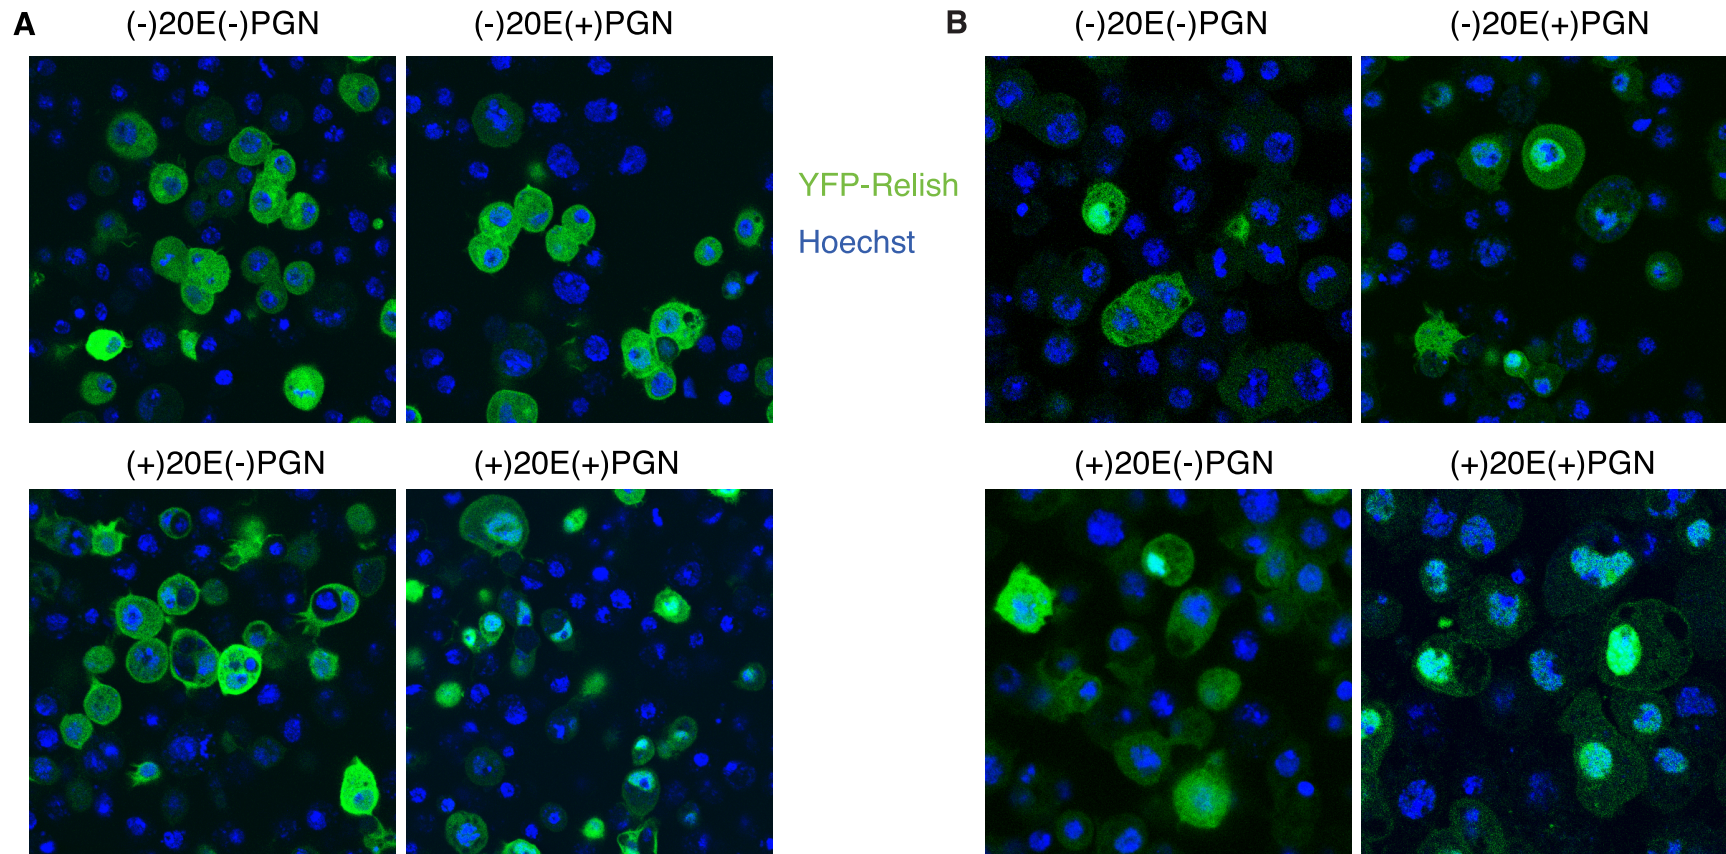 A
(-)20E(-)PGN
(-)20E(+)PGN
(+)20E(-)PGN
(+)20E(+)PGN
YFP-Relish
Hoechst
B
(-)20E(-)PGN
(-)20E(+)PGN
(+)20E(-)PGN
(+)20E(+)PGN